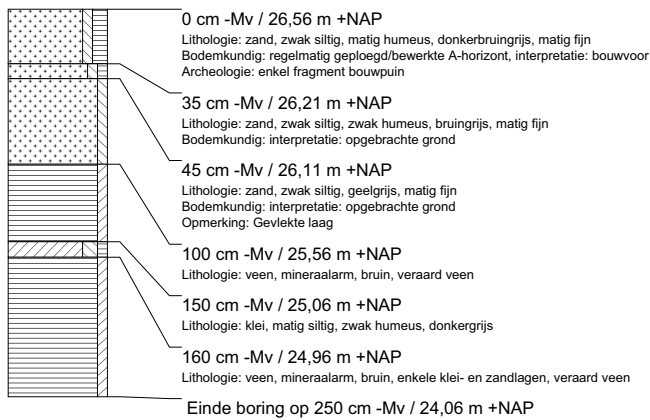 0 cm -Mv / 26,56 m +NAP
Lithologie: zand, zwak siltig, matig humeus, donkerbruingrijs, matig fijn
Bodemkundig: regelmatig geploegd/bewerkte A-horizont, interpretatie: bouwvoor
Archeologie: enkel fragment bouwpuin
35 cm -Mv / 26,21 m +NAP
Lithologie: zand, zwak siltig, zwak humeus, bruingrijs, matig fijn
Bodemkundig: interpretatie: opgebrachte grond
45 cm -Mv / 26,11 m +NAP
Lithologie: zand, zwak siltig, geelgrijs, matig fijn
Bodemkundig: interpretatie: opgebrachte grond
Opmerking: Gevlekte laag
100 cm -Mv / 25,56 m +NAP
Lithologie: veen, mineraalarm, bruin, veraard veen
150 cm -Mv / 25,06 m +NAP
Lithologie: klei, matig siltig, zwak humeus, donkergrijs
160 cm -Mv / 24,96 m +NAP
Lithologie: veen, mineraalarm, bruin, enkele klei- en zandlagen, veraard veen
Einde boring op 250 cm -Mv / 24,06 m +NAP